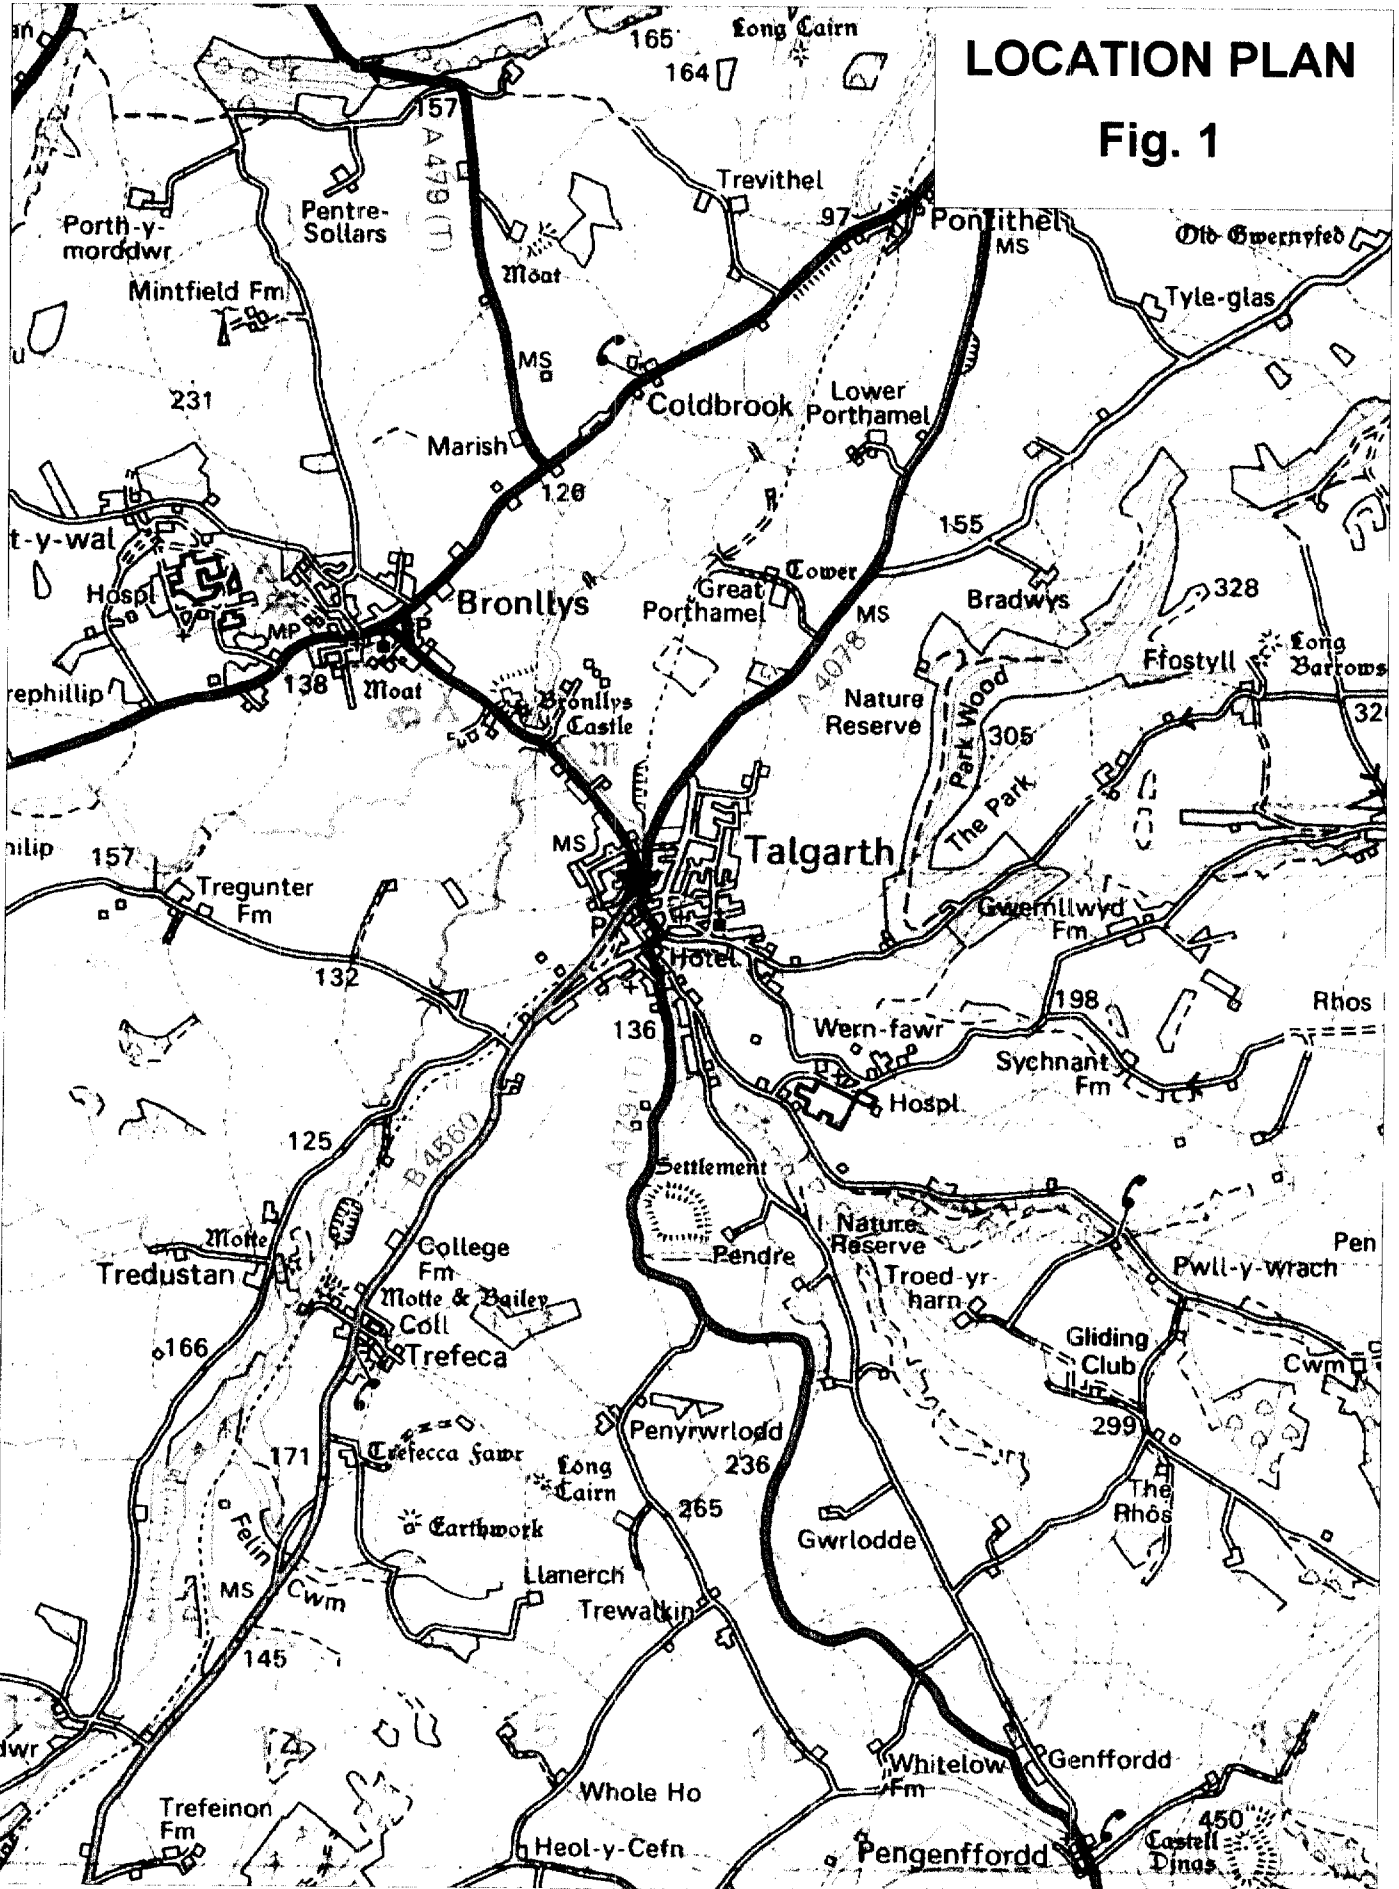 LOCATION PLAN
Fig. 1
165
Long Cairn
164
157
A 479 (T)
Trevithel
97
Pontithel
MS
Old Gwernyfed
Porth-y-
morddwr
Pentre-
Sollars
Moat
Mintfield Fm
Tyle-glas
MS
231
Coldbrook
Lower
Porthamel
Marish
126
155
t-y-wal
Hospl
Bronllys
Great
Porthamel
Tower
MS
Bradwys
328
MP
P
138
Moat
A 4078
Ffostyll
Long
Barrows
rephillip
Bronllys
Castle
Nature
Reserve
Park Wood
305
The Park
MS
Talgarth
hilip
157
Tregunter
Fm
P
Hotel
Gwernllwyd
Fm
132
136
198
Rhos
Wern-fawr
Sychnant
Fm
Hospl
125
B 4560
A479 (T)
Settlement
Motte
Tredustan
College
Fm
Pendre
Nature
Reserve
Pen
Pwll-y-wrach
Troed-yr-
harn
Motte & Bailey
Coll
Trefeca
166
Gliding
Club
Cwm
299
Penyrwrlodd
236
171
Trefecca Fawr
Long
Cairn
The
Rhôs
265
Felin
Earthwork
Gwrlodde
MS
Cwm
Llanerch
Trewalkin
145
dwr
Whitelow
Fm
Genffordd
Whole Ho
Trefeinon
Fm
450
Castell
Dinas
Heol-y-Cefn
Pengenffordd